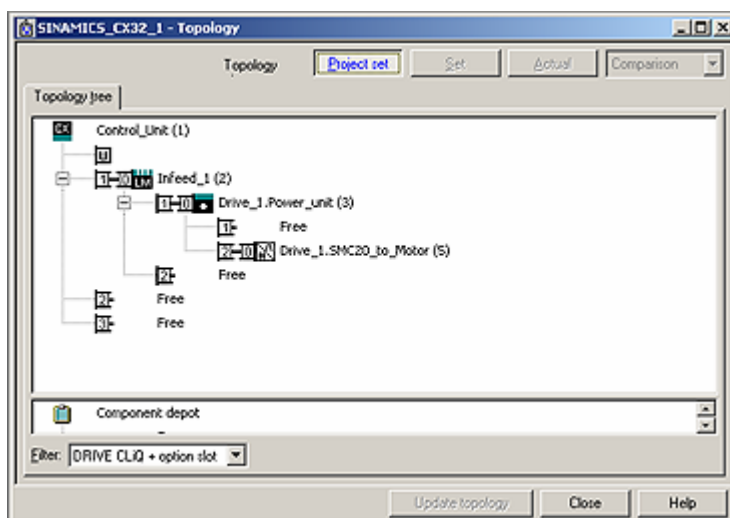 SINAMICS_CX32_1 - Topology
Topology Project set Set Actual Comparison
Topology tree
CX Control_Unit (1)
1 0 LM Infeed_1 (2)
1 0 Drive_1.Power_unit (3)
1 Free
2 0 Drive_1.SMC20_to_Motor (5)
2 Free
2 Free
3 Free
Component depot
Filter: DRIVE CLiQ + option slot
Update topology Close Help